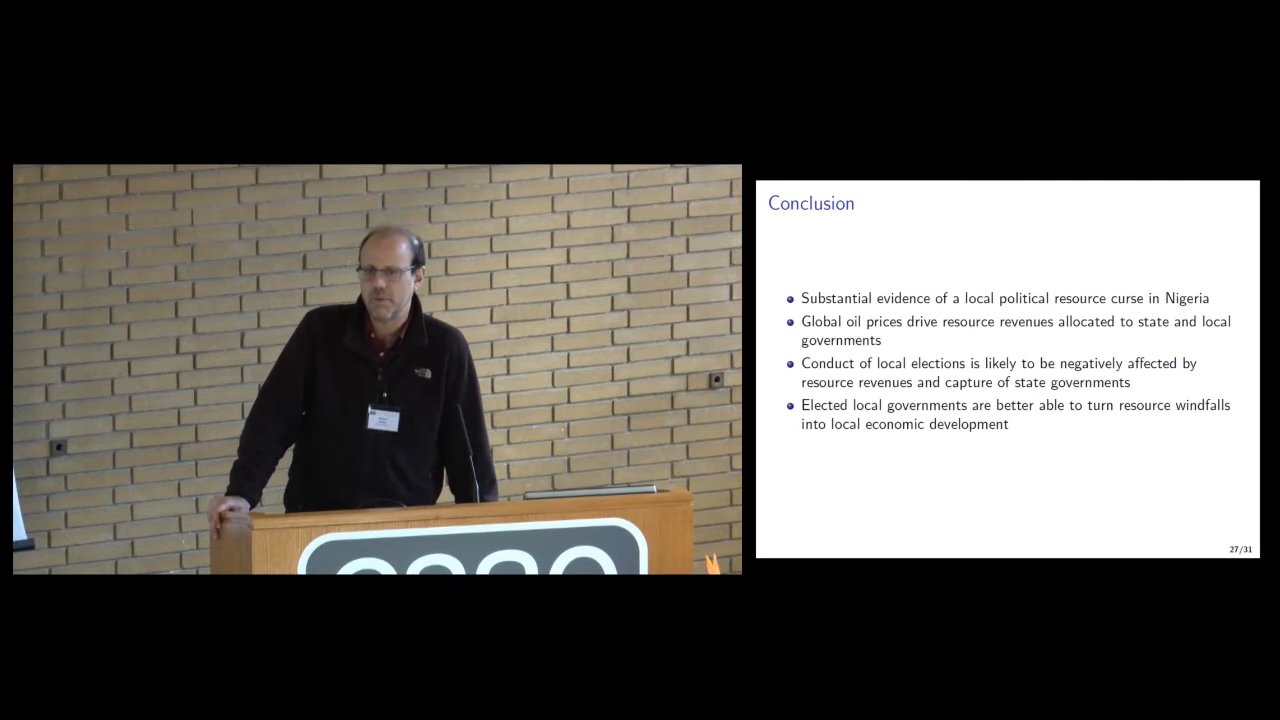 Conclusion
Substantial evidence of a local political resource curse in Nigeria
Global oil prices drive resource revenues allocated to state and local
governments
Conduct of local elections is likely to be negatively affected by
resource revenues and capture of state governments
Elected local governments are better able to turn resource windfalls
into local economic development
27/31